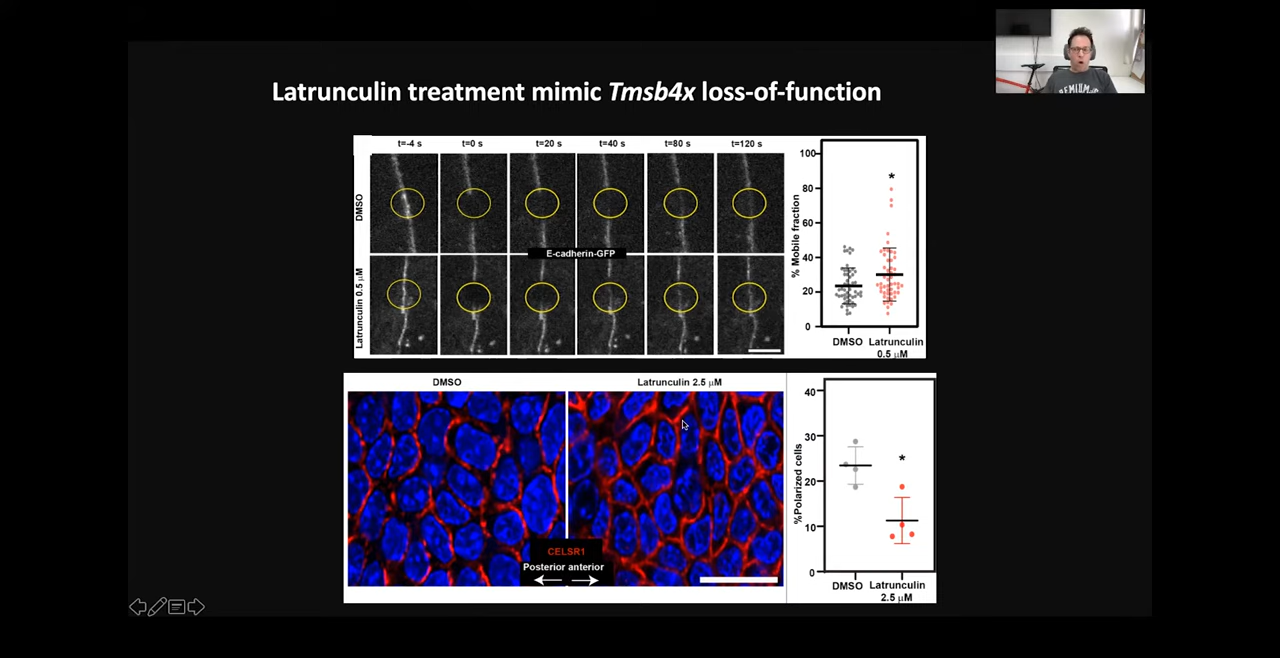 Latrunculin treatment mimic Tmsb4x loss-of-function
t=-4 s t=0 s t=20 s t=40 s t=80 s t=120 s
DMSO
Latrunculin 0.5 μM
E-cadherin-GFP
% Mobile fraction
100
80
60
40
20
0
*
DMSO Latrunculin
0.5 μM
DMSO Latrunculin 2.5 μM
CELSR1
Posterior anterior
%Polarized cells
40
30
20
10
0
*
DMSO Latrunculin
2.5 μM